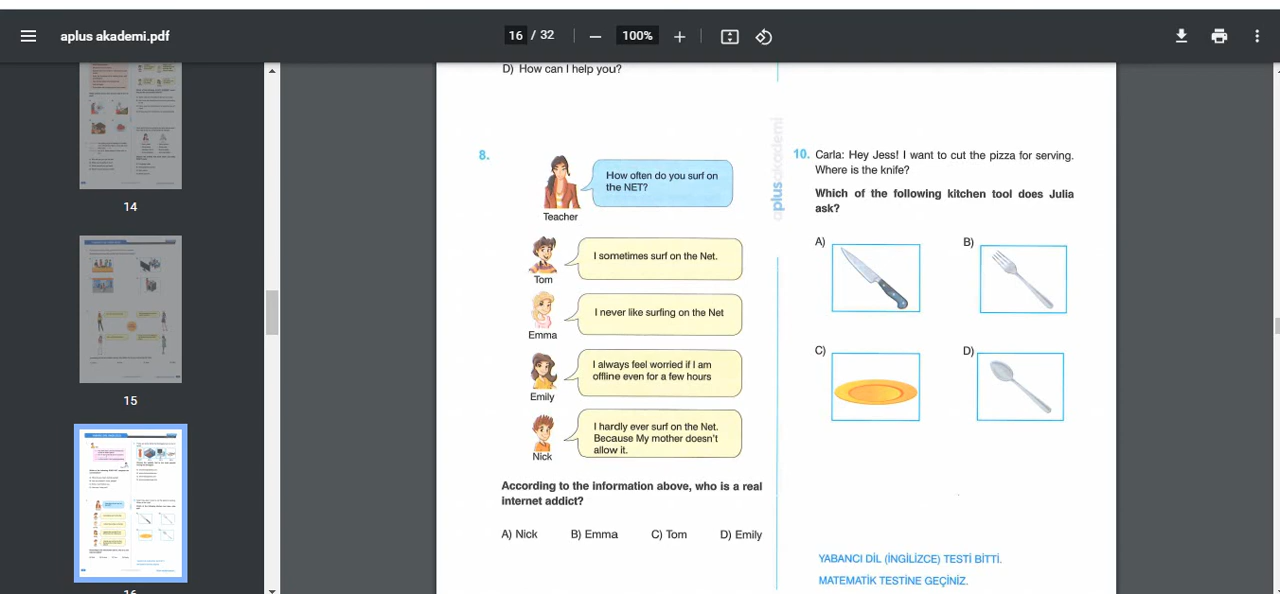 aplus akademi.pdf
16 / 32
100%
14
15
16
D) How can I help you?
8.
How often do you surf on
the NET?
Teacher
I sometimes surf on the Net.
Tom
I never like surfing on the Net
Emma
I always feel worried if I am
offline even for a few hours
Emily
I hardly ever surf on the Net.
Because My mother doesn't
allow it.
Nick
According to the information above, who is a real
internet addict?
A) Nick B) Emma C) Tom D) Emily
aplusakademi
10. Carla: Hey Jess! I want to cut the pizza for serving.
Where is the knife?
Which of the following kitchen tool does Julia
ask?
A)
B)
C)
D)
YABANCI DİL (İNGİLİZCE) TESTİ BİTTİ.
MATEMATİK TESTİNE GEÇİNİZ.